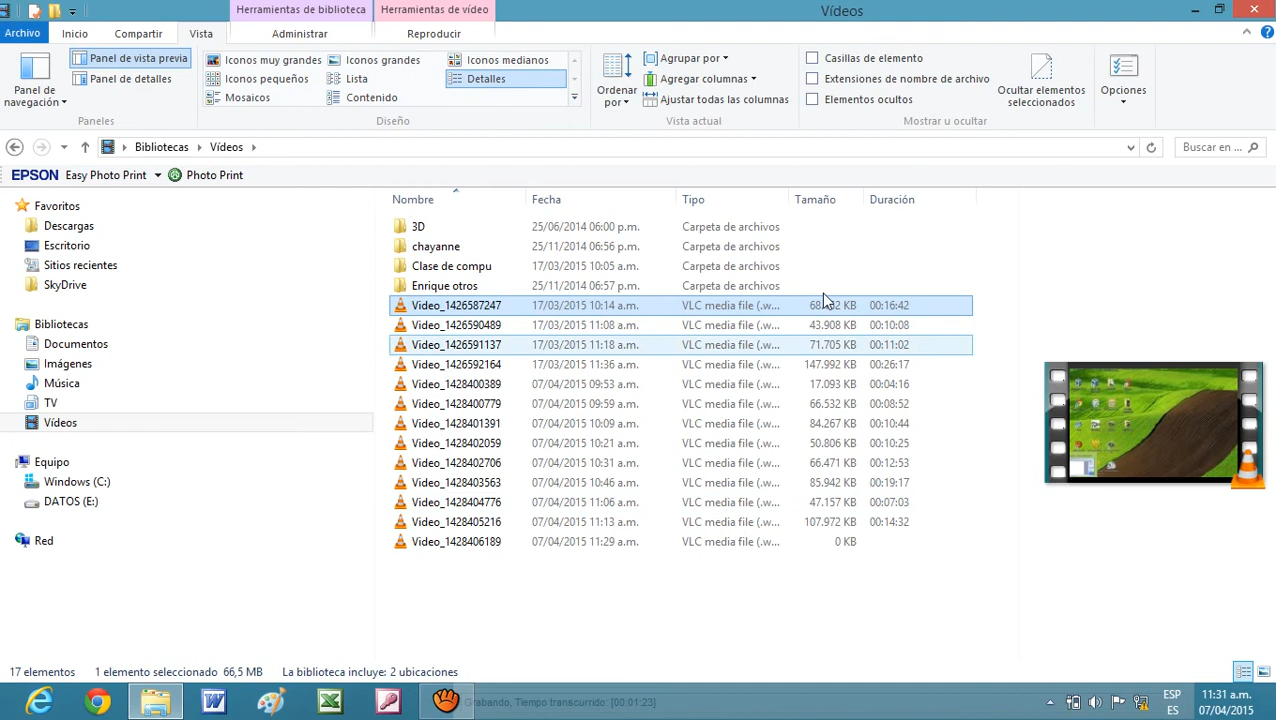 Herramientas de biblioteca Herramientas de vídeo Vídeos
Archivo Inicio Compartir Vista Administrar Reproducir
Panel de navegación
Panel de vista previa
Panel de detalles
Paneles
Iconos muy grandes Iconos grandes Iconos medianos
Iconos pequeños Lista Detalles
Mosaicos Contenido
Diseño
Ordenar por
Agrupar por
Agregar columnas
Ajustar todas las columnas
Vista actual
Casillas de elemento
Extensiones de nombre de archivo
Elementos ocultos
Ocultar elementos seleccionados
Mostrar u ocultar
Opciones
Bibliotecas Vídeos Buscar en ...
EPSON Easy Photo Print Photo Print
Favoritos
Descargas
Escritorio
Sitios recientes
SkyDrive
Bibliotecas
Documentos
Imágenes
Música
TV
Vídeos
Equipo
Windows (C:)
DATOS (E:)
Red
Nombre Fecha Tipo Tamaño Duración
3D 25/06/2014 06:00 p.m. Carpeta de archivos
chayanne 25/11/2014 06:56 p.m. Carpeta de archivos
Clase de compu 17/03/2015 10:05 a.m. Carpeta de archivos
Enrique otros 25/11/2014 06:57 p.m. Carpeta de archivos
Video_1426587247 17/03/2015 10:14 a.m. VLC media file (.w... KB 00:16:42
Video_1426590489 17/03/2015 11:08 a.m. VLC media file (.w... 43.908 KB 00:10:08
Video_1426591137 17/03/2015 11:18 a.m. VLC media file (.w... 71.705 KB 00:11:02
Video_1426592164 17/03/2015 11:36 a.m. VLC media file (.w... 147.992 KB 00:26:17
Video_1428400389 07/04/2015 09:53 a.m. VLC media file (.w... 17.093 KB 00:04:16
Video_1428400779 07/04/2015 09:59 a.m. VLC media file (.w... 66.532 KB 00:08:52
Video_1428401391 07/04/2015 10:09 a.m. VLC media file (.w... 84.267 KB 00:10:44
Video_1428402059 07/04/2015 10:21 a.m. VLC media file (.w... 50.806 KB 00:10:25
Video_1428402706 07/04/2015 10:31 a.m. VLC media file (.w... 66.471 KB 00:12:53
Video_1428403563 07/04/2015 10:46 a.m. VLC media file (.w... 85.942 KB 00:19:17
Video_1428404776 07/04/2015 11:06 a.m. VLC media file (.w... 47.157 KB 00:07:03
Video_1428405216 07/04/2015 11:13 a.m. VLC media file (.w... 107.972 KB 00:14:32
Video_1428406189 07/04/2015 11:29 a.m. VLC media file (.w... 0 KB
17 elementos 1 elemento seleccionado 66,5 MB La biblioteca incluye: 2 ubicaciones
Grabando, Tiempo transcurrido: [00:01:23]
ESP
ES
11:31 a.m.
07/04/2015